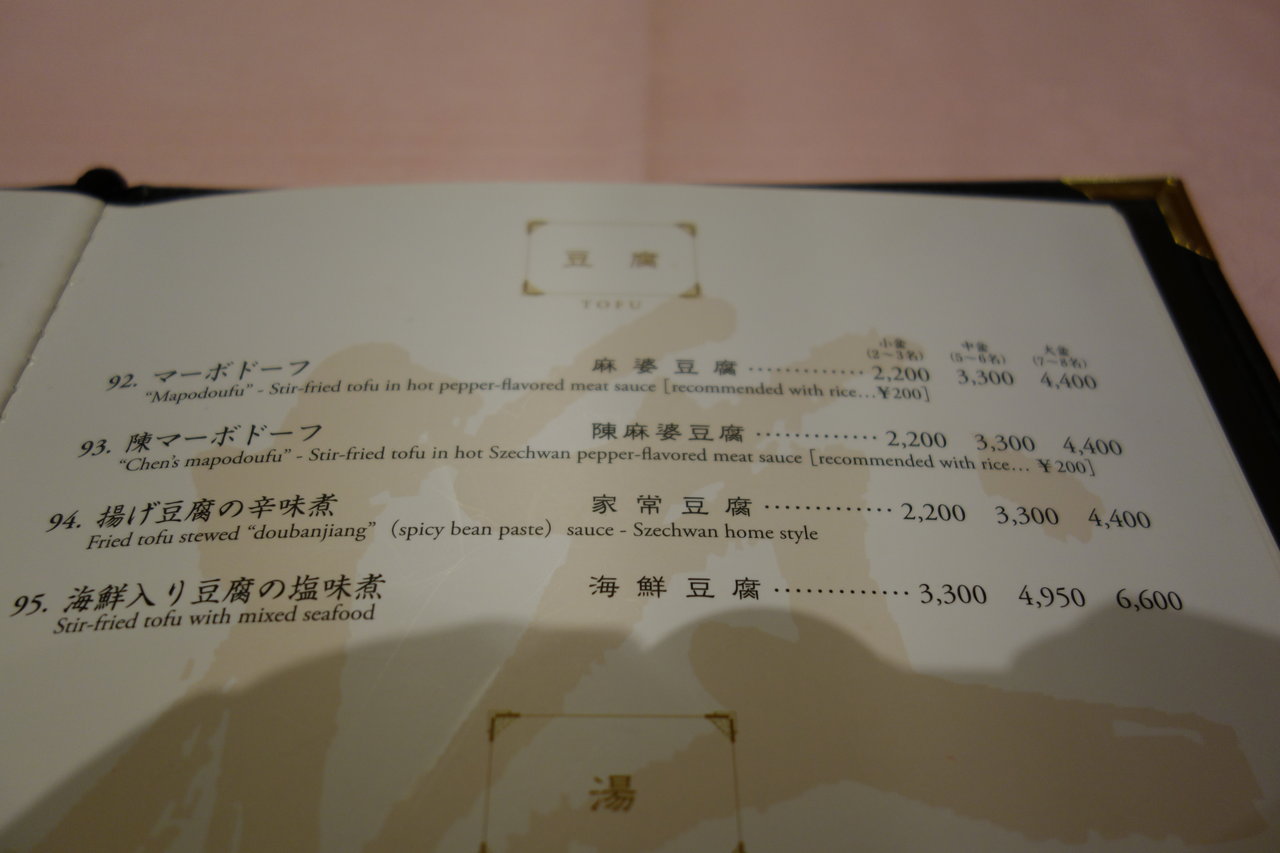 豆腐
TOFU
小盆 中盆 大盆
(2~3名) (5~6名) (7~8名)
92. マーボドーフ 麻婆豆腐 ............. 2,200 3,300 4,400
“Mapodoufu” - Stir-fried tofu in hot pepper-flavored meat sauce [recommended with rice...¥200]
93. 陳マーボドーフ 陳麻婆豆腐 ............. 2,200 3,300 4,400
“Chen's mapodoufu” - Stir-fried tofu in hot Szechwan pepper-flavored meat sauce [recommended with rice... ¥200]
94. 揚げ豆腐の辛味煮 家常豆腐 ............. 2,200 3,300 4,400
Fried tofu stewed “doubanjiang” (spicy bean paste) sauce - Szechwan home style
95. 海鮮入り豆腐の塩味煮 海鮮豆腐 .............. 3,300 4,950 6,600
Stir-fried tofu with mixed seafood
湯